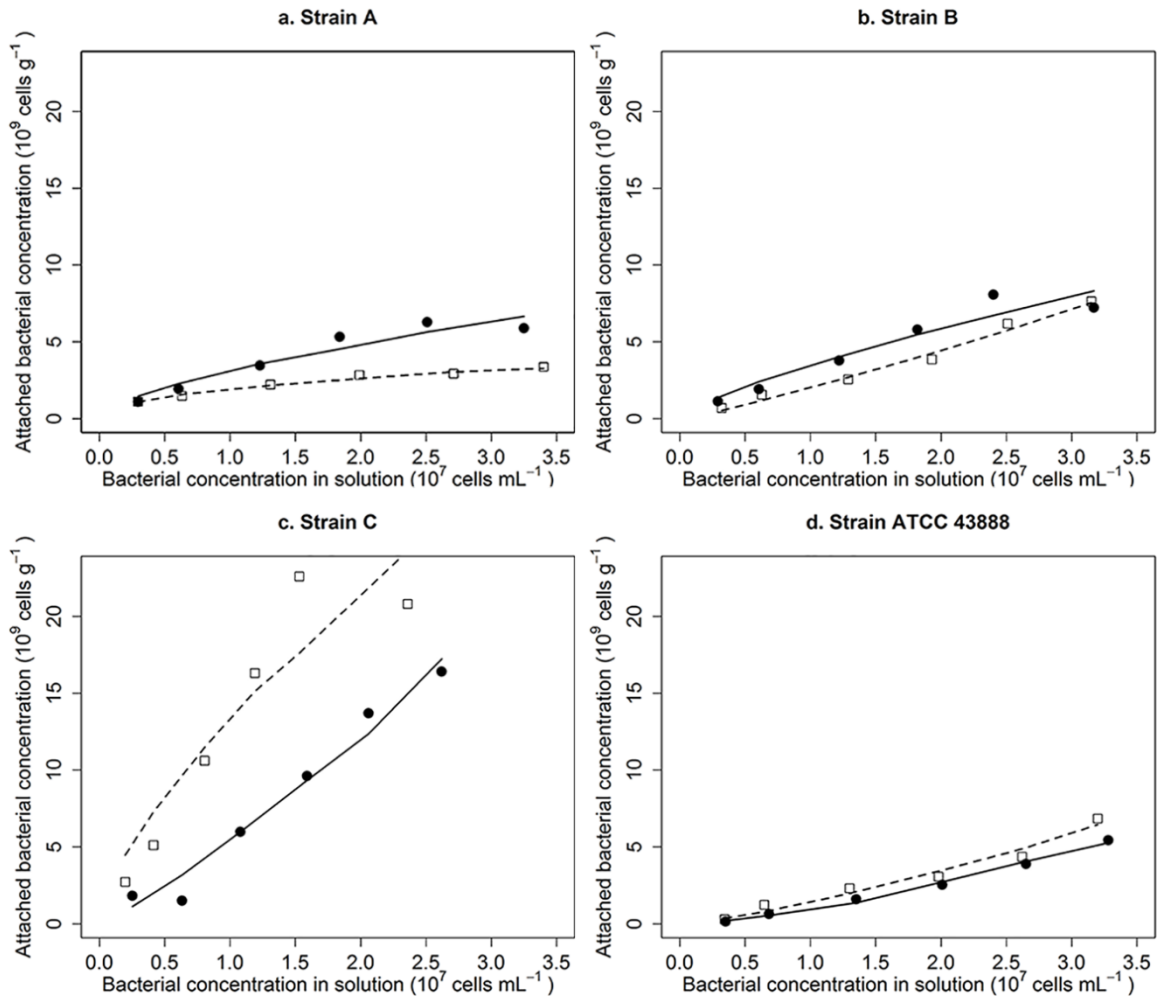 a. Strain A
Attached bacterial concentration (10⁹ cells g⁻¹ )
20
15
10
5
0
0.0 0.5 1.0 1.5 2.0 2.5 3.0 3.5
Bacterial concentration in solution (10⁷ cells mL⁻¹ )
b. Strain B
Attached bacterial concentration (10⁹ cells g⁻¹ )
20
15
10
5
0
0.0 0.5 1.0 1.5 2.0 2.5 3.0 3.5
Bacterial concentration in solution (10⁷ cells mL⁻¹ )
c. Strain C
Attached bacterial concentration (10⁹ cells g⁻¹ )
20
15
10
5
0
0.0 0.5 1.0 1.5 2.0 2.5 3.0 3.5
Bacterial concentration in solution (10⁷ cells mL⁻¹ )
d. Strain ATCC 43888
Attached bacterial concentration (10⁹ cells g⁻¹ )
20
15
10
5
0
0.0 0.5 1.0 1.5 2.0 2.5 3.0 3.5
Bacterial concentration in solution (10⁷ cells mL⁻¹ )